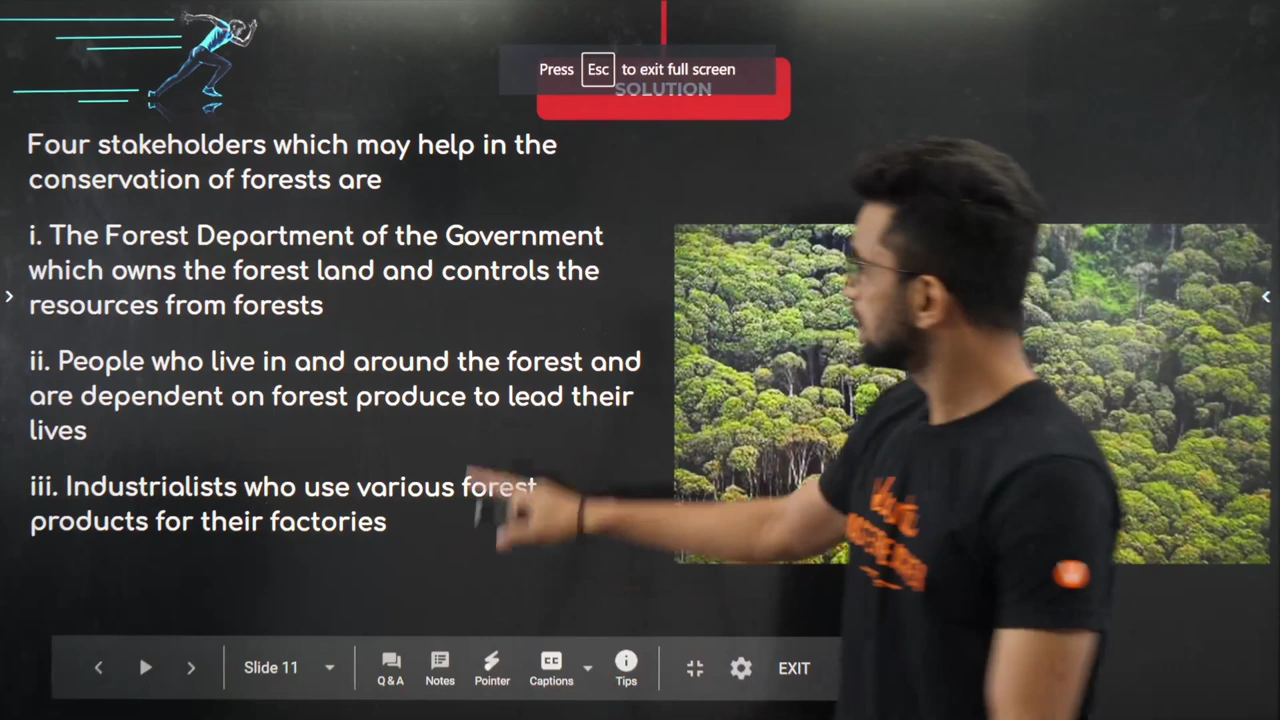 Press Esc to exit full screen
SOLUTION
Four stakeholders which may help in the
conservation of forests are
i. The Forest Department of the Government
which owns the forest land and controls the
resources from forests
ii. People who live in and around the forest and
are dependent on forest produce to lead their
lives
iii. Industrialists who use various forest
products for their factories
Slide 11
Q&A
Notes
Pointer
CC
Captions
Tips
EXIT